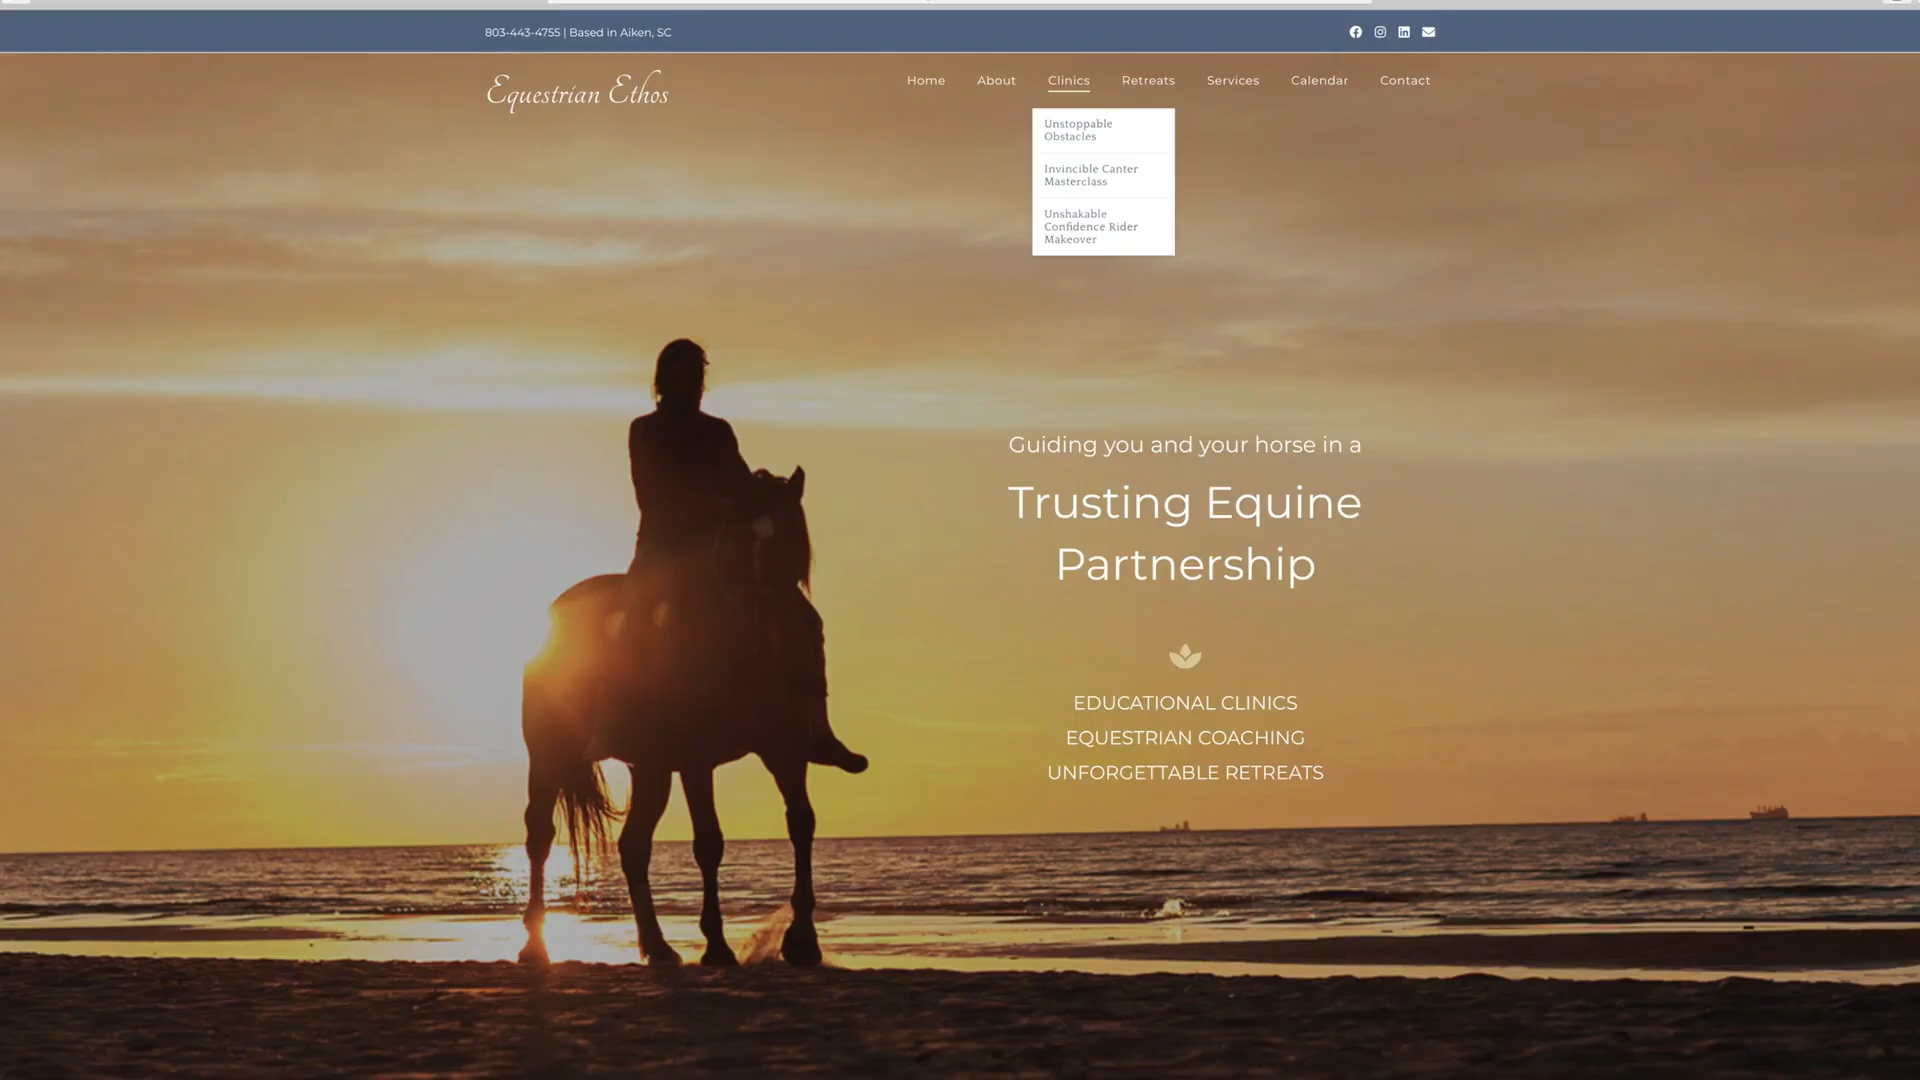 803-443-4755 | Based in Aiken, SC
Equestrian Ethos
Home About Clinics Retreats Services Calendar Contact
Unstoppable
Obstacles
Invincible Canter
Masterclass
Unshakable
Confidence Rider
Makeover
Guiding you and your horse in a
Trusting Equine
Partnership
EDUCATIONAL CLINICS
EQUESTRIAN COACHING
UNFORGETTABLE RETREATS